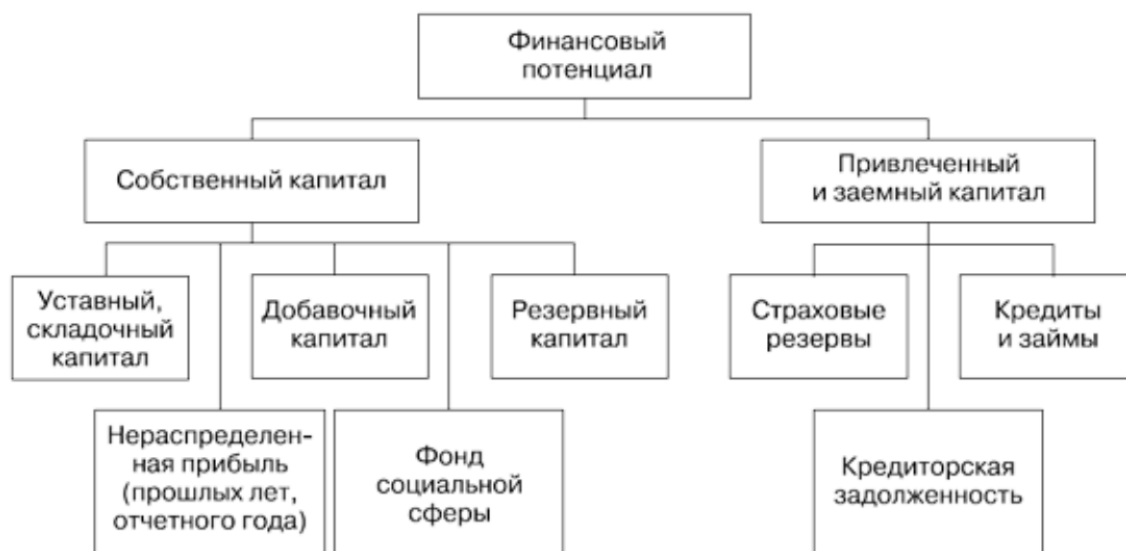 Финансовый
потенциал
Собственный капитал
Привлеченный
и заемный капитал
Уставный,
складочный
капитал
Добавочный
капитал
Резервный
капитал
Страховые
резервы
Кредиты
и займы
Нераспределен-
ная прибыль
(прошлых лет,
отчетного года)
Фонд
социальной
сферы
Кредиторская
задолженность